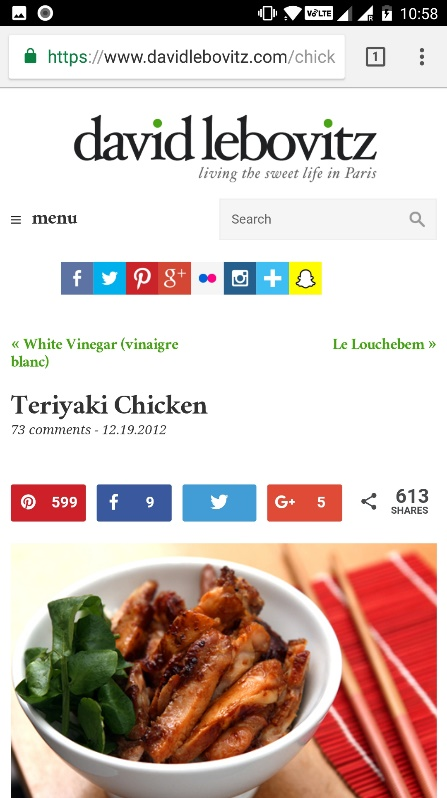 VoLTE R 10:58
https://www.davidlebovitz.com/chick
1
david lebovitz
living the sweet life in Paris
menu
Search
g+
« White Vinegar (vinaigre
blanc)
Le Louchebem »
Teriyaki Chicken
73 comments - 12.19.2012
599
9
G+ 5
613
SHARES